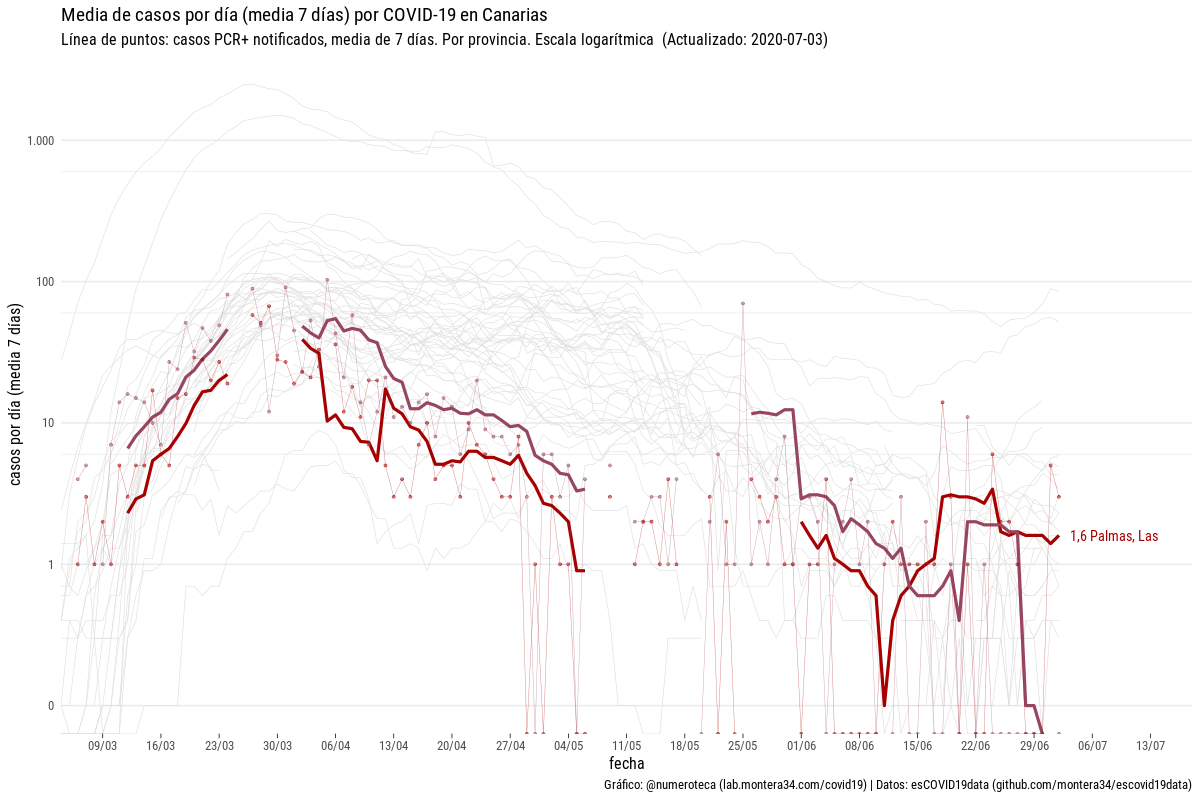 Media de casos por día (media 7 días) por COVID-19 en Canarias
Línea de puntos: casos PCR+ notificados, media de 7 días. Por provincia. Escala logarítmica  (Actualizado: 2020-07-03)
casos por día (media 7 días)
1.000
100
10
1
0
1,6 Palmas, Las
09/03 16/03 23/03 30/03 06/04 13/04 20/04 27/04 04/05 11/05 18/05 25/05 01/06 08/06 15/06 22/06 29/06 06/07 13/07
fecha
Gráfico: @numeroteca (lab.montera34.com/covid19) | Datos: esCOVID19data (github.com/montera34/escovid19data)